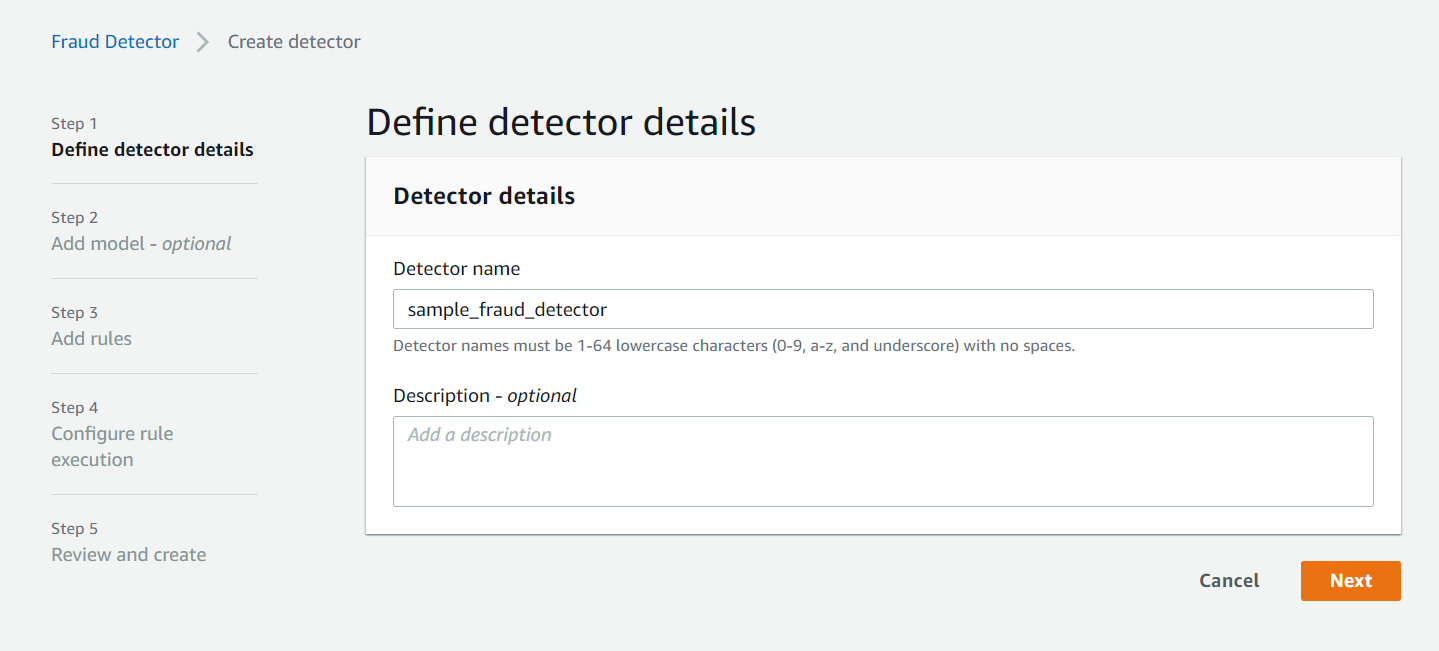 Fraud Detector
Create detector
Step 1
Define detector details
Step 2
Add model - optional
Step 3
Add rules
Step 4
Configure rule
execution
Step 5
Review and create
Define detector details
Detector details
Detector name
sample_fraud_detector
Detector names must be 1-64 lowercase characters (0-9, a-z, and underscore) with no spaces.
Description - optional
Add a description
Cancel
Next